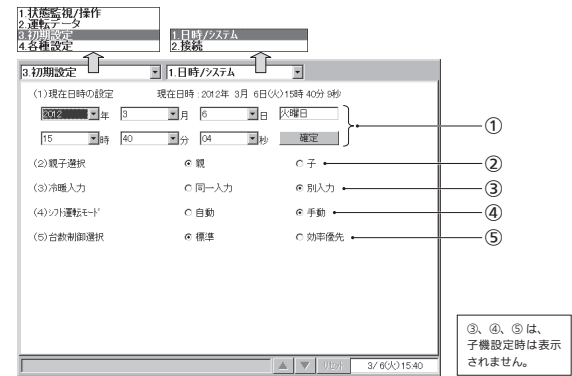 1.状態監視/操作
2.運転データ
3.初期設定
4.各種設定
1.日時/システム
2.接続
3.初期設定 1.日時/システム
(1)現在日時の設定 現在日時:2012年 3月 6日(火)15時 40分 9秒
2012 年 3 月 6 日 火曜日
15 時 40 分 04 秒 確定
①
(2)親子選択 親 子
②
(3)冷暖入力 同一入力 別入力
③
(4)シフト運転モード 自動 手動
④
(5)台数制御選択 標準 効率優先
⑤
③、④、⑤は、
子機設定時は表示
されません。
リセット 3/ 6(火)15:40